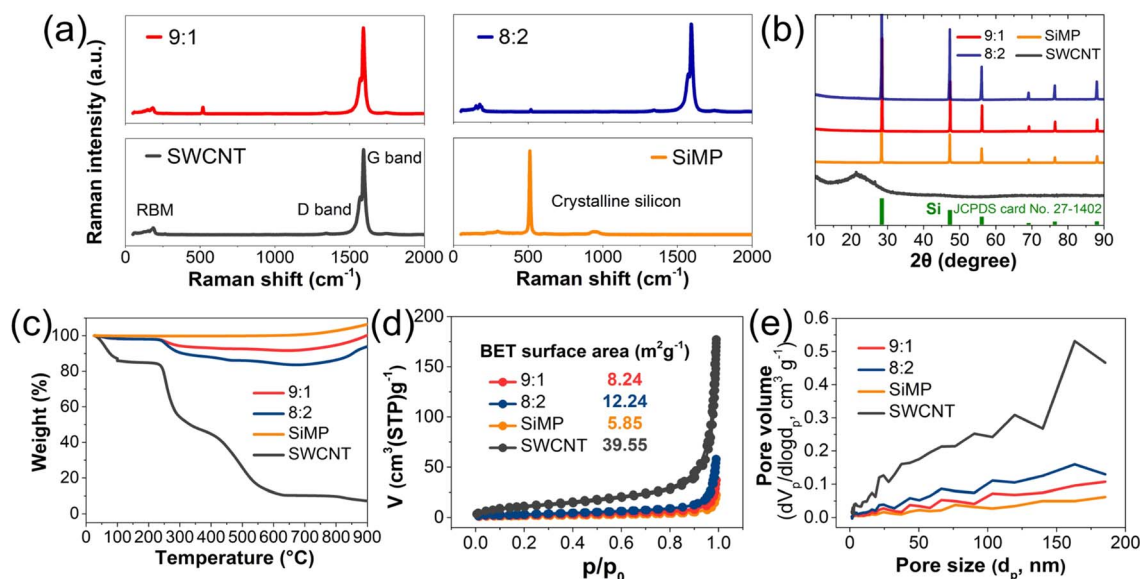 (a)
Raman intensity (a.u.)
9:1
8:2
SWCNT
G band
RBM
D band
0 500 1000 1500 2000
Raman shift (cm⁻¹)
SiMP
Crystalline silicon
0 500 1000 1500 2000
Raman shift (cm⁻¹)
(b)
9:1 SiMP
8:2 SWCNT
Si JCPDS card No. 27-1402
10 20 30 40 50 60 70 80 90
2θ (degree)
(c)
Weight (%)
100
80
60
40
20
0
9:1
8:2
SiMP
SWCNT
0 100 200 300 400 500 600 700 800 900
Temperature (°C)
(d)
V (cm³(STP)g⁻¹)
200
150
100
50
0
BET surface area (m²g⁻¹)
9:1 8.24
8:2 12.24
SiMP 5.85
SWCNT 39.55
0.0 0.2 0.4 0.6 0.8 1.0
p/p₀
(e)
Pore volume
(dVₚ/dlogdₚ, cm³ g⁻¹)
0.6
0.5
0.4
0.3
0.2
0.1
0.0
9:1
8:2
SiMP
SWCNT
0 50 100 150 200
Pore size (dₚ, nm)